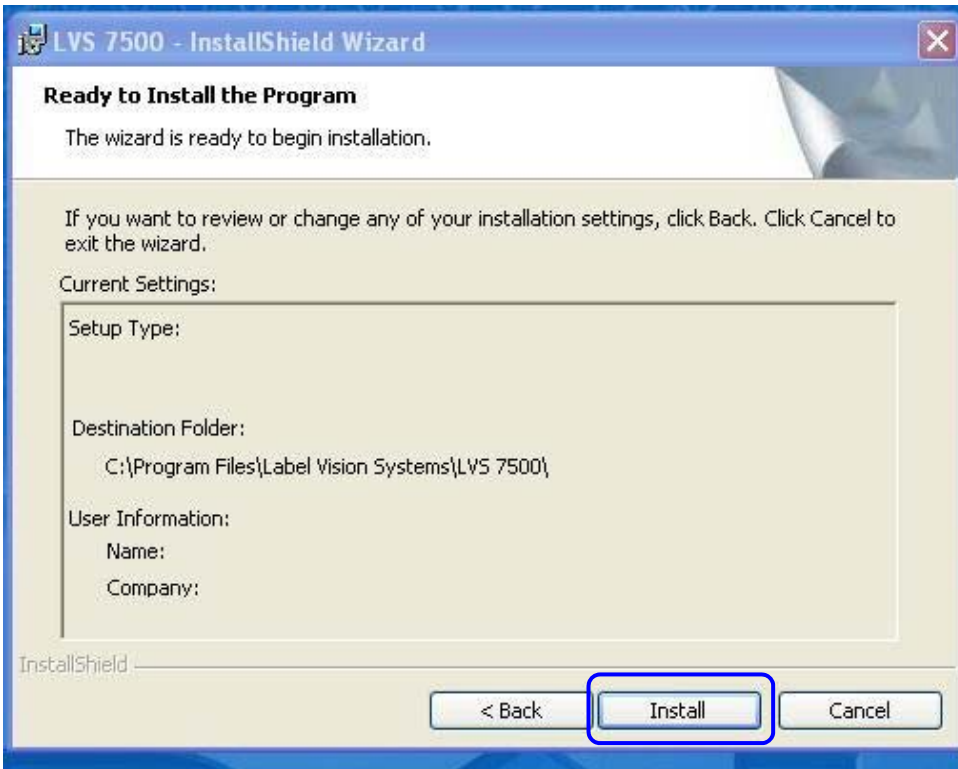 LVS 7500 - InstallShield Wizard
Ready to Install the Program
The wizard is ready to begin installation.
If you want to review or change any of your installation settings, click Back. Click Cancel to
exit the wizard.
Current Settings:
Setup Type:
Destination Folder:
C:\Program Files\Label Vision Systems\LVS 7500\
User Information:
Name:
Company:
InstallShield
< Back
Install
Cancel